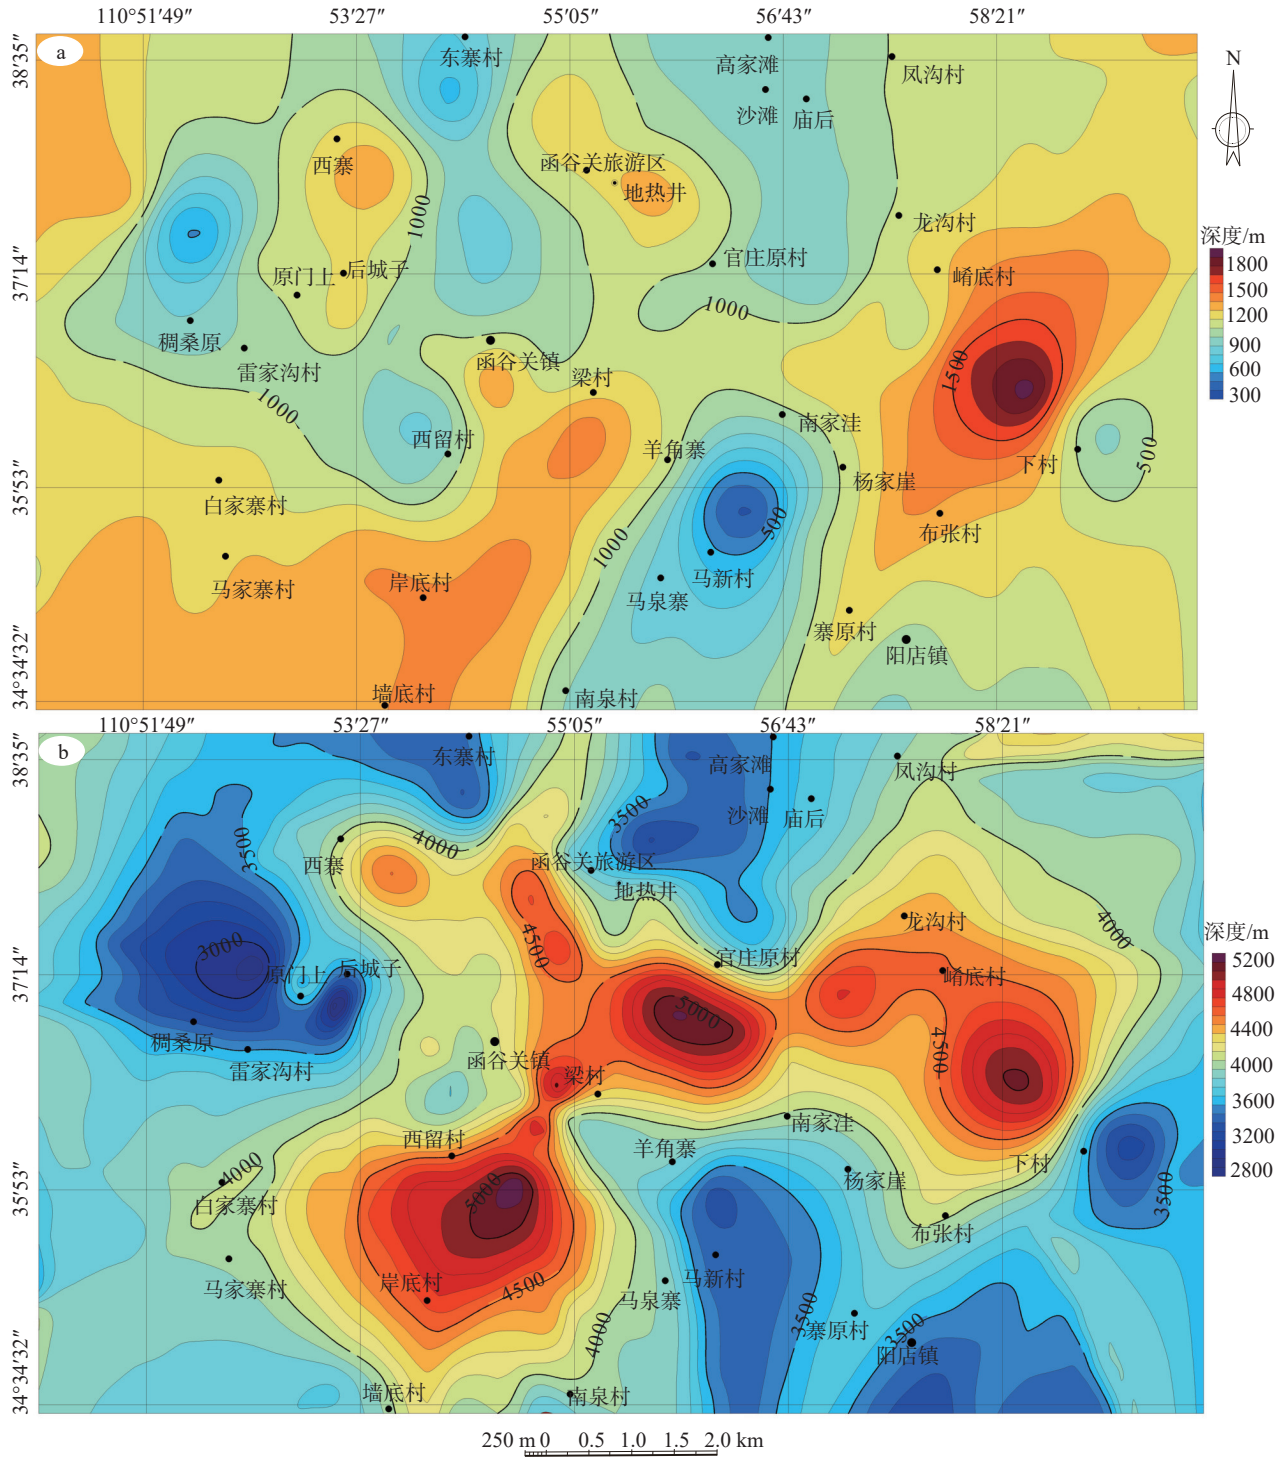 110°51′49″ 53′27″ 55′05″ 56′43″ 58′21″
a
38′35″
37′14″
35′53″
34°34′32″
东寨村
高家滩
凤沟村
沙滩
庙后
西寨
函谷关旅游区
地热井
1000
龙沟村
官庄原村
崤底村
原门上
后城子
1000
稠桑原
雷家沟村
函谷关镇
梁村
1500
1000
西留村
羊角寨
南家洼
下村
500
白家寨村
杨家崖
500
布张村
1000
马家寨村
岸底村
马新村
马泉寨
寨原村
阳店镇
墙底村
南泉村
N
深度/m
1800
1500
1200
900
600
300
110°51′49″ 53′27″ 55′05″ 56′43″ 58′21″
b
38′35″
37′14″
35′53″
34°34′32″
东寨村
高家滩
凤沟村
沙滩
庙后
3500
3500
4000
西寨
函谷关旅游区
地热井
龙沟村
4000
3000
4500
官庄原村
崤底村
原门上
后城子
5000
稠桑原
雷家沟村
函谷关镇
4500
梁村
西留村
羊角寨
南家洼
下村
4000
白家寨村
5000
杨家崖
3500
布张村
马家寨村
岸底村
4500
马泉寨
马新村
3500
寨原村
3500
阳店镇
4000
墙底村
南泉村
深度/m
5200
4800
4400
4000
3600
3200
2800
250 m 0 0.5 1.0 1.5 2.0 km